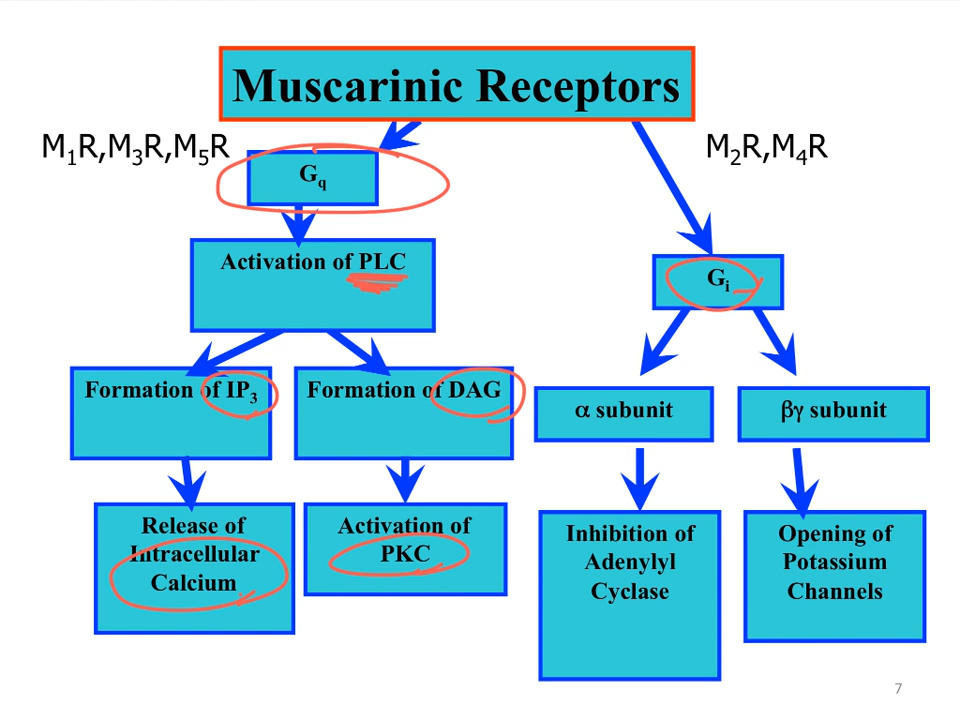 Muscarinic Receptors
M₁R,M₃R,M₅R
M₂R,M₄R
Gq
Activation of PLC
Gᵢ
Formation of IP₃
Formation of DAG
α subunit
βγ subunit
Release of
Intracellular
Calcium
Activation of
PKC
Inhibition of
Adenylyl
Cyclase
Opening of
Potassium
Channels
7